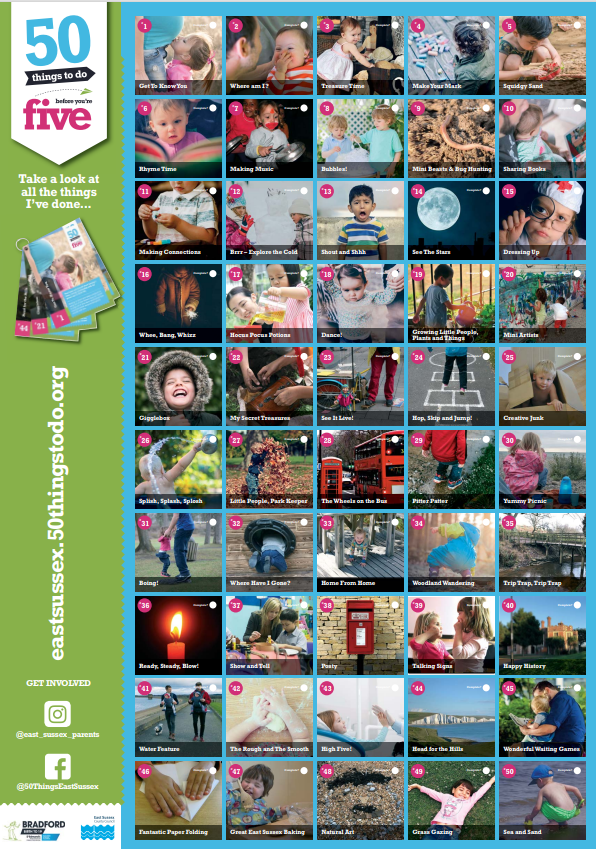 50
things to do
before you're
five
Take a look at
all the things
I've done...
eastsussex.50thingstodo.org
GET INVOLVED
@east_sussex_parents
@50ThingsEastSussex
BRADFORD
East Sussex
County Council
1
Get To Know You
2
Where am I?
3
Treasure Time
4
Make Your Mark
5
Squidgy Sand
6
Rhyme Time
7
Making Music
8
Bubbles!
9
Mini Beasts & Bug Hunting
10
Sharing Books
11
Making Connections
12
Brrr – Explore the Cold
13
Shout and Shhh
14
See The Stars
15
Dressing Up
16
Whee, Bang, Whizz
17
Hocus Pocus Potions
18
Dance!
19
Growing Little People,
Plants and Things
20
Mini Artists
21
Gigglebox
22
My Secret Treasures
23
See It Live!
24
Hop, Skip and Jump!
25
Creative Junk
26
Splish, Splash, Splosh
27
Little People, Park Keeper
28
The Wheels on the Bus
29
Pitter Patter
30
Yummy Picnic
31
Boing!
32
Where Have I Gone?
33
Home From Home
34
Woodland Wandering
35
Trip Trap, Trip Trap
36
Ready, Steady, Blow!
37
Show and Tell
38
Posty
39
Talking Signs
40
Happy History
41
Water Feature
42
The Rough and The Smooth
43
High Five!
44
Head for the Hills
45
Wonderful Waiting Games
46
Fantastic Paper Folding
47
Great East Sussex Baking
48
Natural Art
49
Grass Gazing
50
Sea and Sand